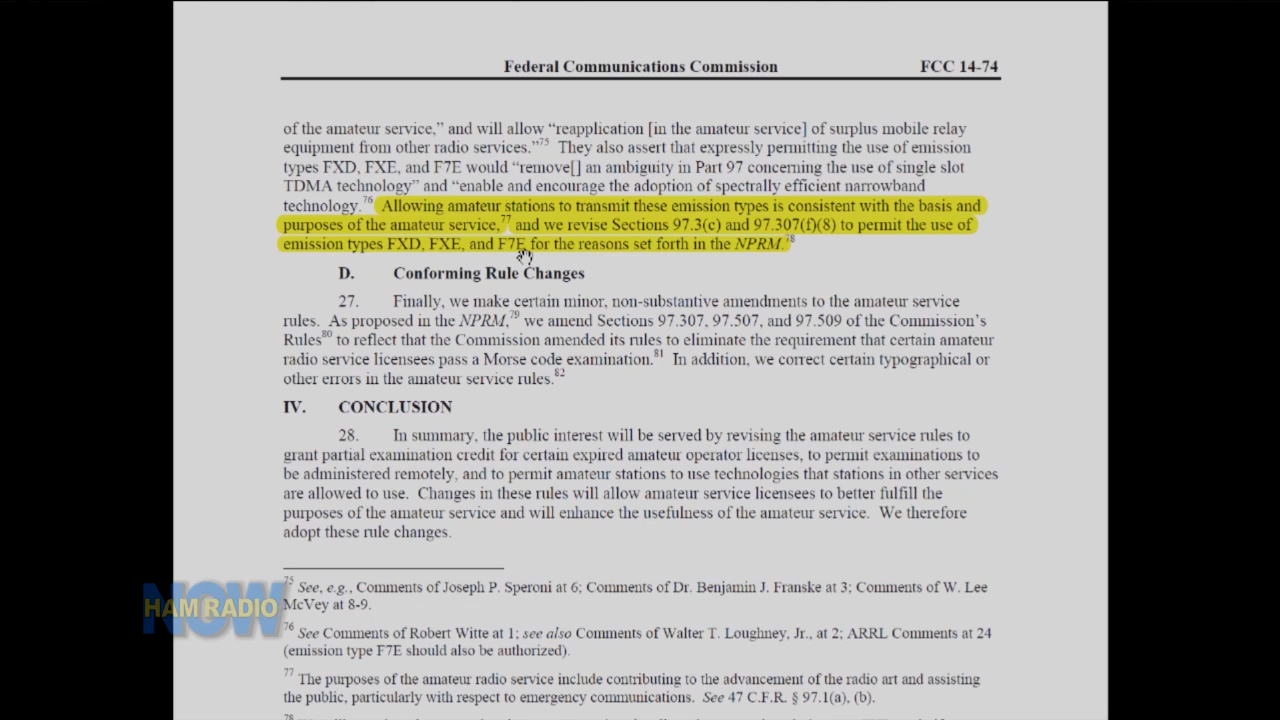 Federal Communications Commission FCC 14-74
of the amateur service,” and will allow “reapplication [in the amateur service] of surplus mobile relay
equipment from other radio services.”75 They also assert that expressly permitting the use of emission
types FXD, FXE, and F7E would “remove[] an ambiguity in Part 97 concerning the use of single slot
TDMA technology” and “enable and encourage the adoption of spectrally efficient narrowband
technology.76 Allowing amateur stations to transmit these emission types is consistent with the basis and
purposes of the amateur service,77 and we revise Sections 97.3(c) and 97.307(f)(8) to permit the use of
emission types FXD, FXE, and F7E for the reasons set forth in the NPRM.78
D. Conforming Rule Changes
27. Finally, we make certain minor, non-substantive amendments to the amateur service
rules. As proposed in the NPRM,79 we amend Sections 97.307, 97.507, and 97.509 of the Commission’s
Rules80 to reflect that the Commission amended its rules to eliminate the requirement that certain amateur
radio service licensees pass a Morse code examination.81 In addition, we correct certain typographical or
other errors in the amateur service rules.82
IV. CONCLUSION
28. In summary, the public interest will be served by revising the amateur service rules to
grant partial examination credit for certain expired amateur operator licenses, to permit examinations to
be administered remotely, and to permit amateur stations to use technologies that stations in other services
are allowed to use. Changes in these rules will allow amateur service licensees to better fulfill the
purposes of the amateur service and will enhance the usefulness of the amateur service. We therefore
adopt these rule changes.
75 See, e.g., Comments of Joseph P. Speroni at 6; Comments of Dr. Benjamin J. Franske at 3; Comments of W. Lee
McVey at 8-9.
NOW
HAM RADIO
76 See Comments of Robert Witte at 1; see also Comments of Walter T. Loughney, Jr., at 2; ARRL Comments at 24
(emission type F7E should also be authorized).
77 The purposes of the amateur radio service include contributing to the advancement of the radio art and assisting
the public, particularly with respect to emergency communications. See 47 C.F.R. § 97.1(a), (b).
78